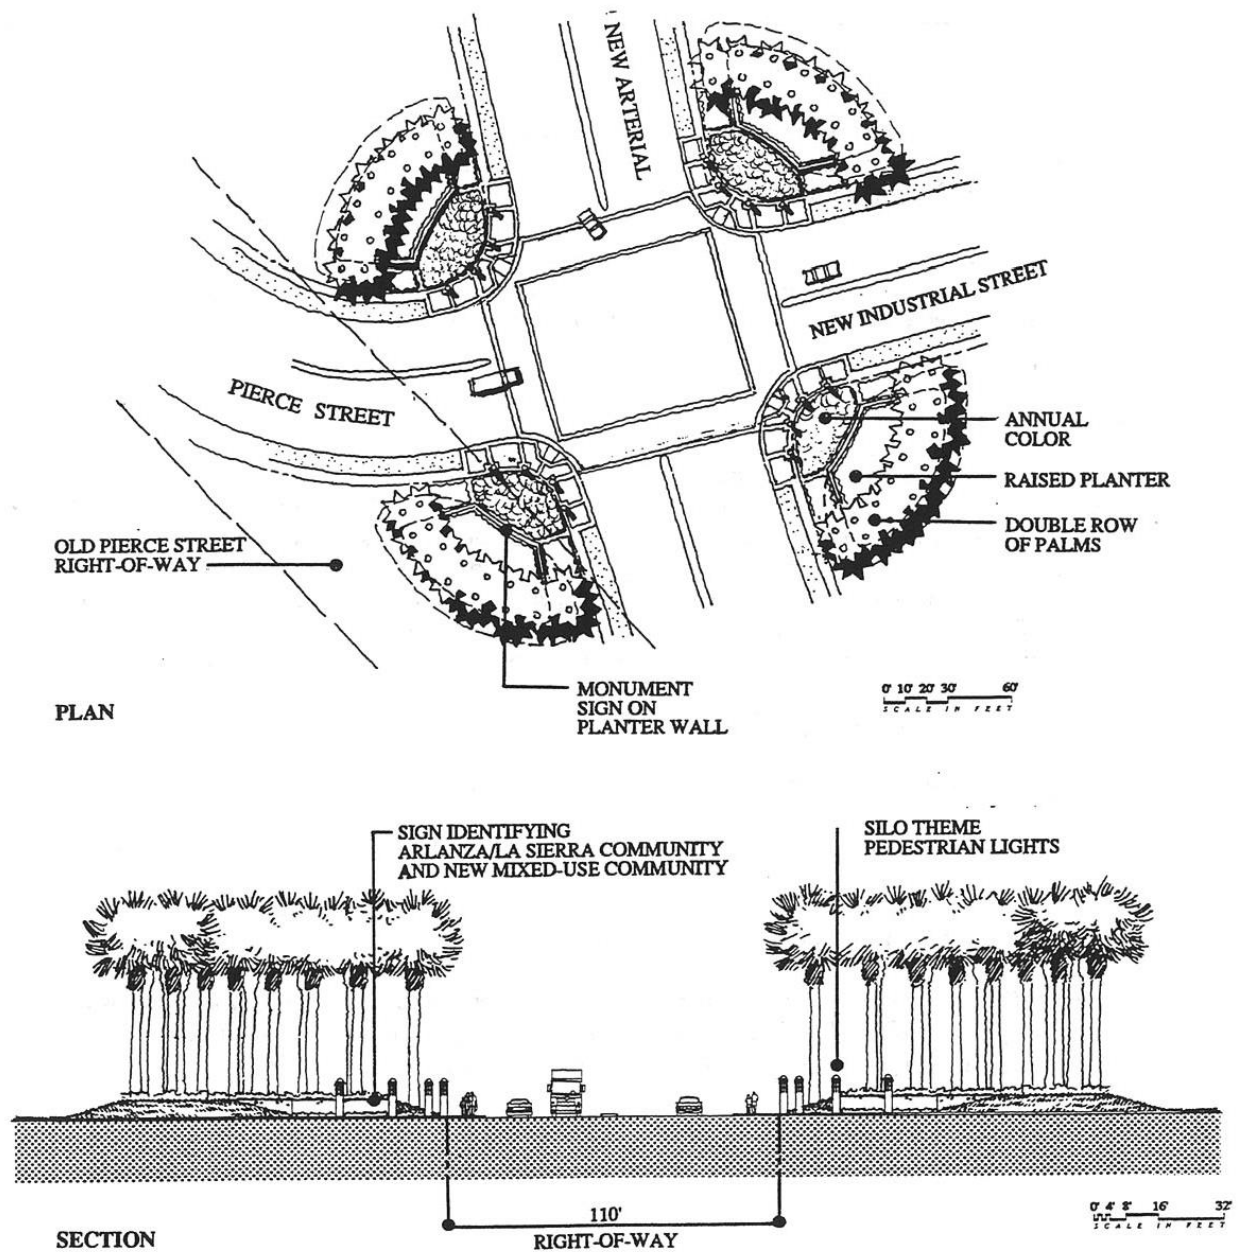 NEW ARTERIAL
NEW INDUSTRIAL STREET
PIERCE STREET
ANNUAL
COLOR
RAISED PLANTER
DOUBLE ROW
OF PALMS
OLD PIERCE STREET
RIGHT-OF-WAY
MONUMENT
SIGN ON
PLANTER WALL
0' 10' 20' 30' 60'
SCALE IN FEET
PLAN
SIGN IDENTIFYING
ARLANZA/LA SIERRA COMMUNITY
AND NEW MIXED-USE COMMUNITY
SILO THEME
PEDESTRIAN LIGHTS
110'
RIGHT-OF-WAY
0' 4' 8' 16' 32'
SCALE IN FEET
SECTION